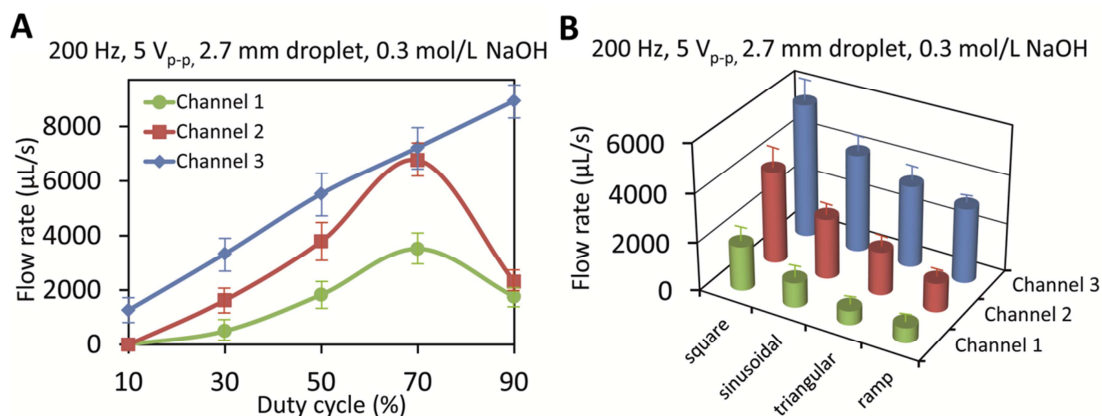 A
200 Hz, 5 Vp-p, 2.7 mm droplet, 0.3 mol/L NaOH
Flow rate (µL/s)
8000
6000
4000
2000
0
Channel 1
Channel 2
Channel 3
10 30 50 70 90
Duty cycle (%)
B
200 Hz, 5 Vp-p, 2.7 mm droplet, 0.3 mol/L NaOH
Flow rate (µL/s)
6000
4000
2000
0
square
sinusoidal
triangular
ramp
Channel 3
Channel 2
Channel 1